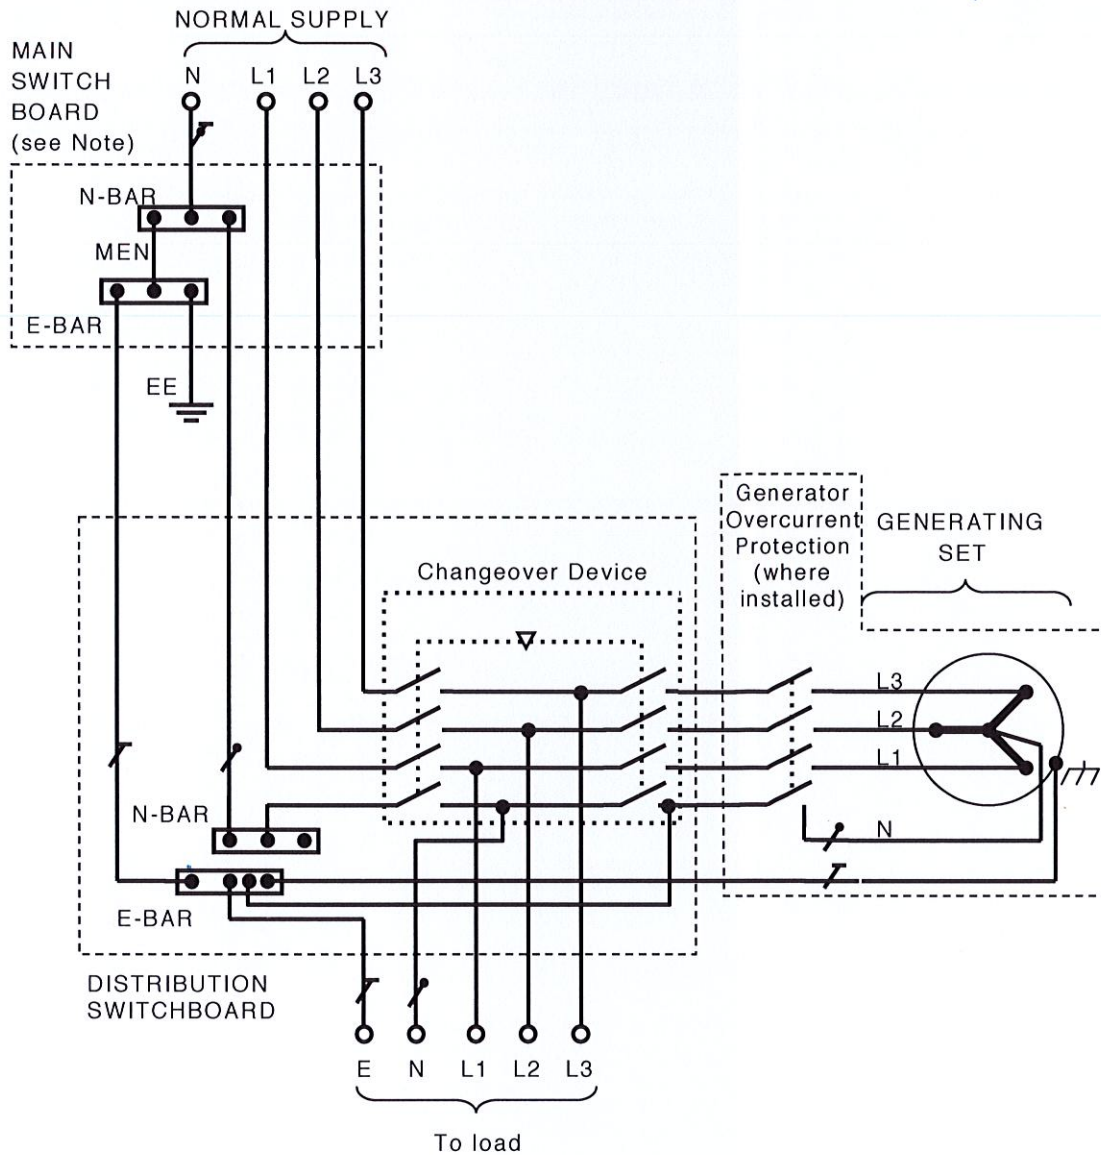 NORMAL SUPPLY
MAIN
SWITCH
BOARD
(see Note)
N L1 L2 L3
N-BAR
MEN
E-BAR
EE
Generator
Overcurrent
Protection
(where
installed)
GENERATING
SET
Changeover Device
L3
L2
L1
N
N-BAR
E-BAR
DISTRIBUTION
SWITCHBOARD
E N L1 L2 L3
To load